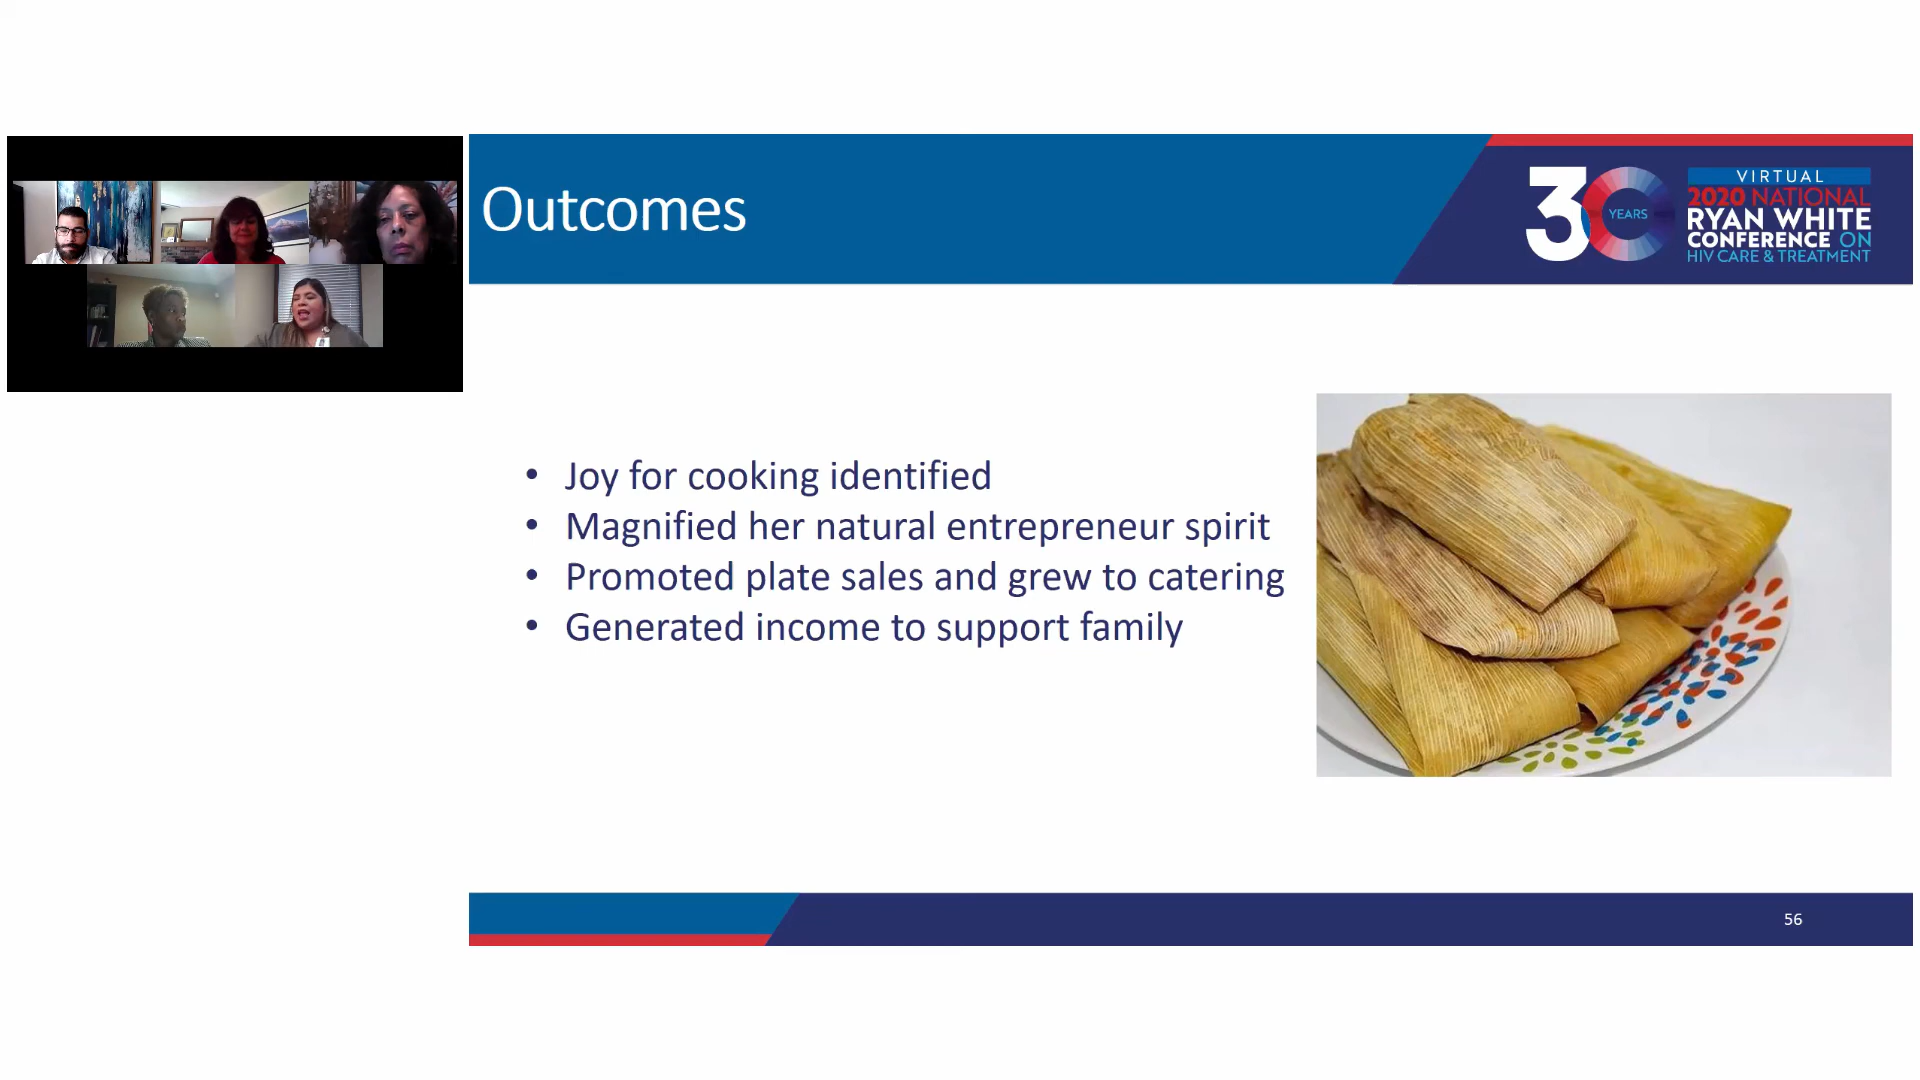 Outcomes
30
YEARS
VIRTUAL
2020 NATIONAL
RYAN WHITE
CONFERENCE ON
HIV CARE & TREATMENT
• Joy for cooking identified
• Magnified her natural entrepreneur spirit
• Promoted plate sales and grew to catering
• Generated income to support family
56